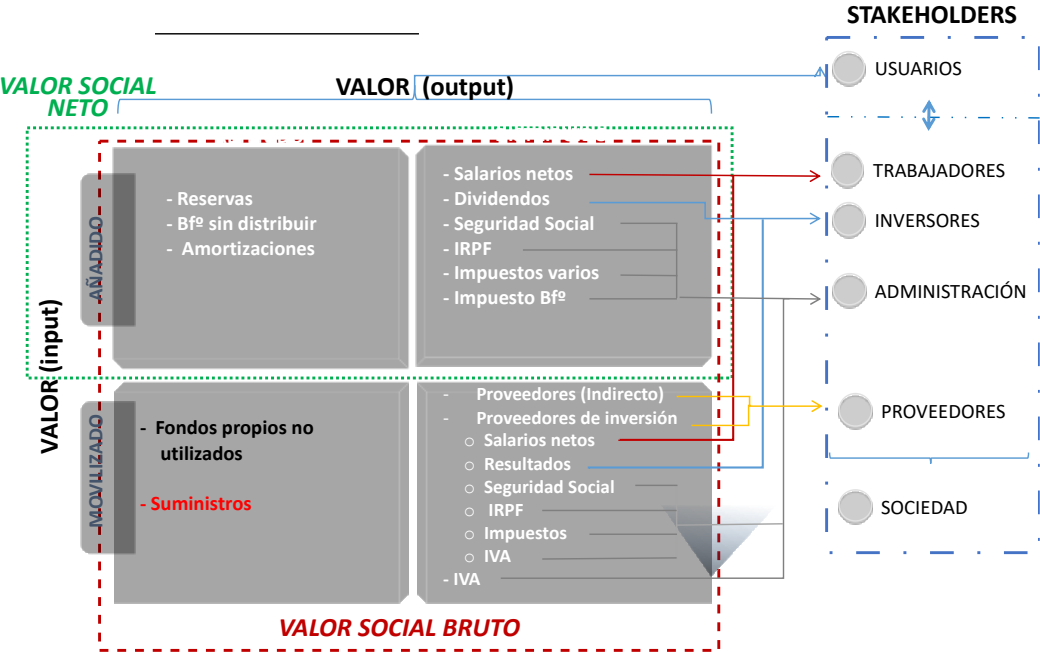 STAKEHOLDERS
VALOR SOCIAL
NETO
VALOR (output)
USUARIOS
VALOR (input)
AÑADIDO
- Reservas
- Bfº sin distribuir
- Amortizaciones
- Salarios netos
- Dividendos
- Seguridad Social
- IRPF
- Impuestos varios
- Impuesto Bfº
TRABAJADORES
INVERSORES
ADMINISTRACIÓN
MOVILIZADO
- Fondos propios no
utilizados
- Suministros
- Proveedores (Indirecto)
- Proveedores de inversión
o Salarios netos
o Resultados
o Seguridad Social
o IRPF
o Impuestos
o IVA
- IVA
PROVEEDORES
SOCIEDAD
VALOR SOCIAL BRUTO